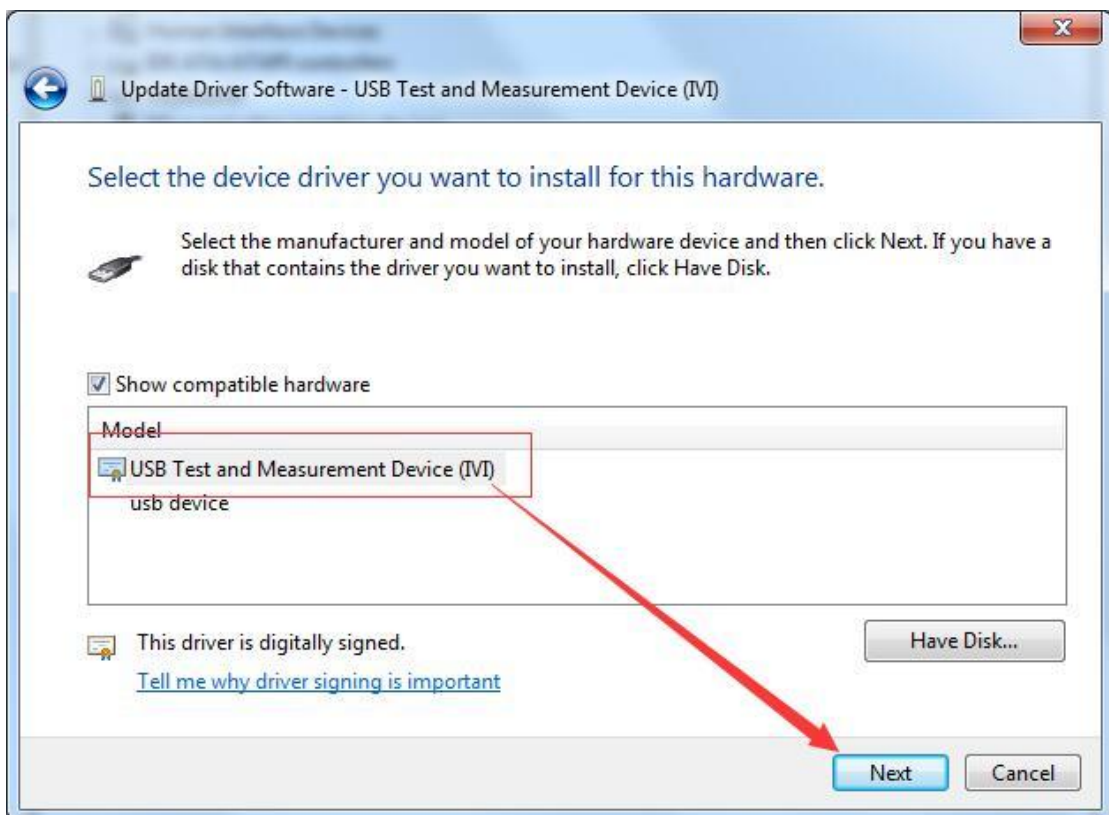 Update Driver Software - USB Test and Measurement Device (IVI)
Select the device driver you want to install for this hardware.
Select the manufacturer and model of your hardware device and then click Next. If you have a
disk that contains the driver you want to install, click Have Disk.
Show compatible hardware
Model
USB Test and Measurement Device (IVI)
usb device
This driver is digitally signed.
Have Disk...
Tell me why driver signing is important
Next
Cancel